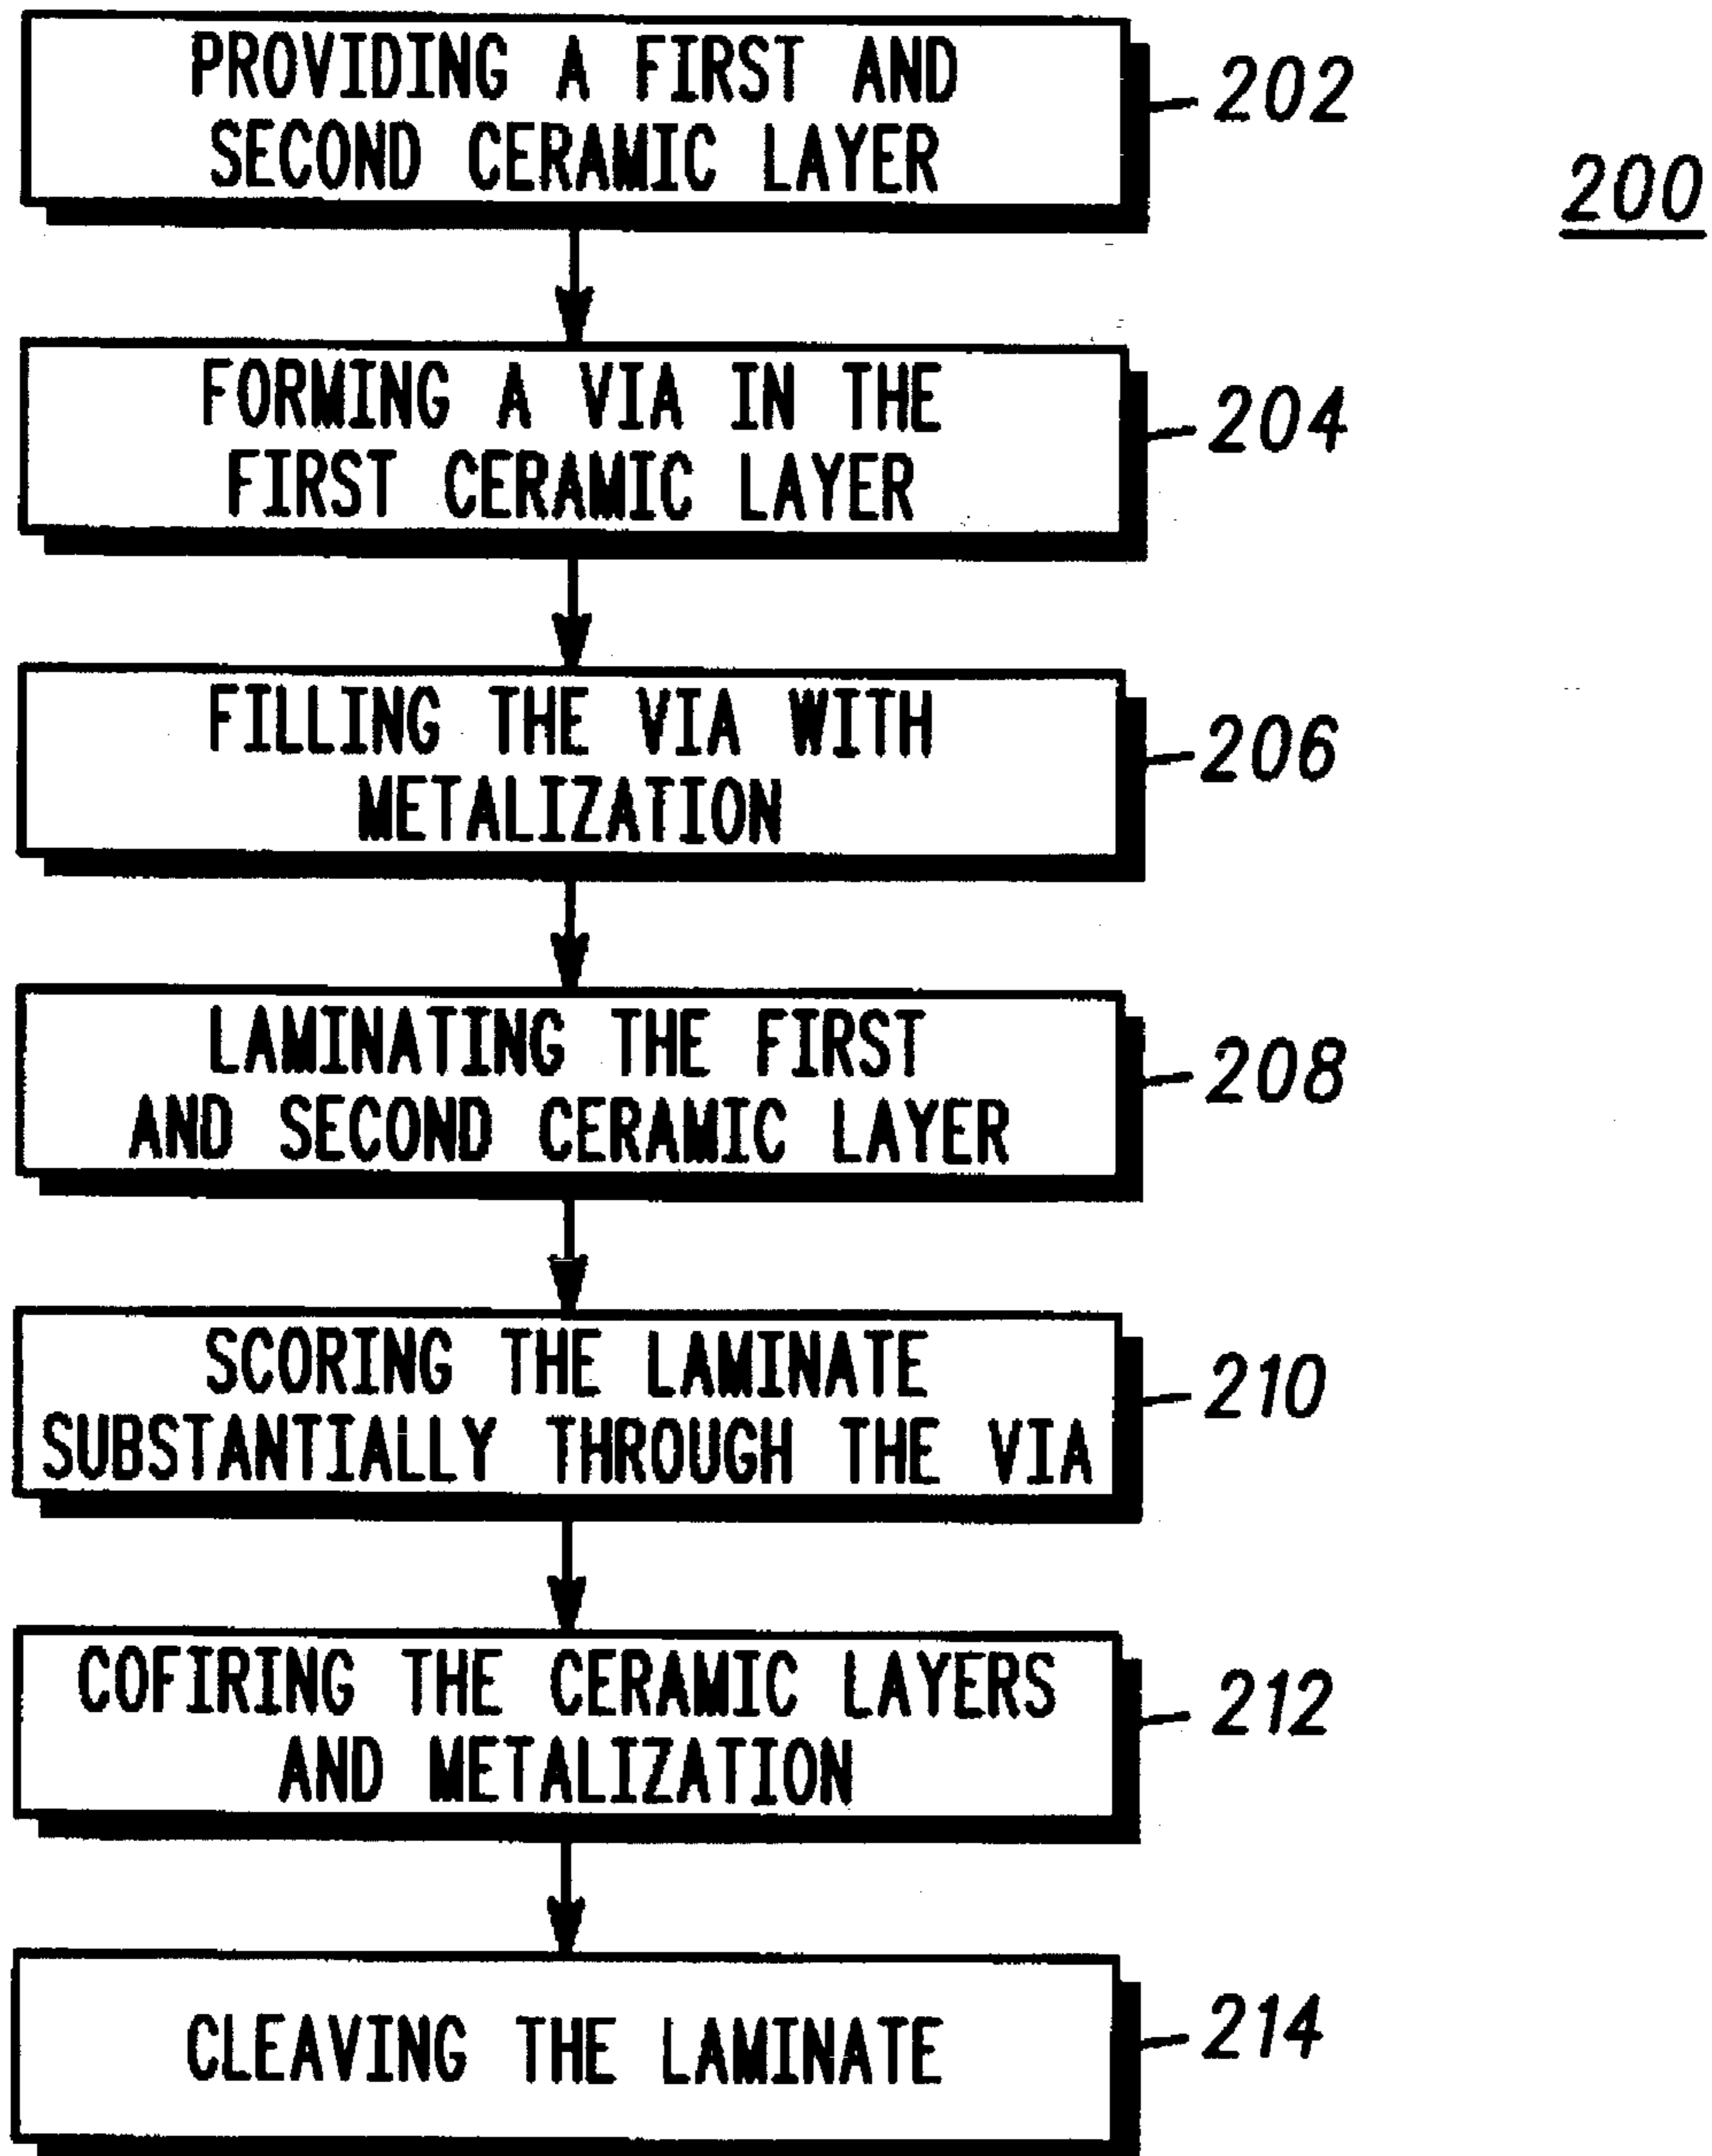 PROVIDING A FIRST AND
SECOND CERAMIC LAYER
202
200
FORMING A VIA IN THE
FIRST CERAMIC LAYER
204
FILLING THE VIA WITH
METALIZATION
206
LAMINATING THE FIRST
AND SECOND CERAMIC LAYER
208
SCORING THE LAMINATE
SUBSTANTIALLY THROUGH THE VIA
210
COFIRING THE CERAMIC LAYERS
AND METALIZATION
212
CLEAVING THE LAMINATE
214